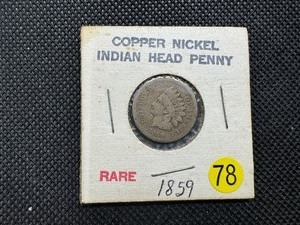 COPPER NICKEL
INDIAN HEAD PENNY
RARE
1859
78